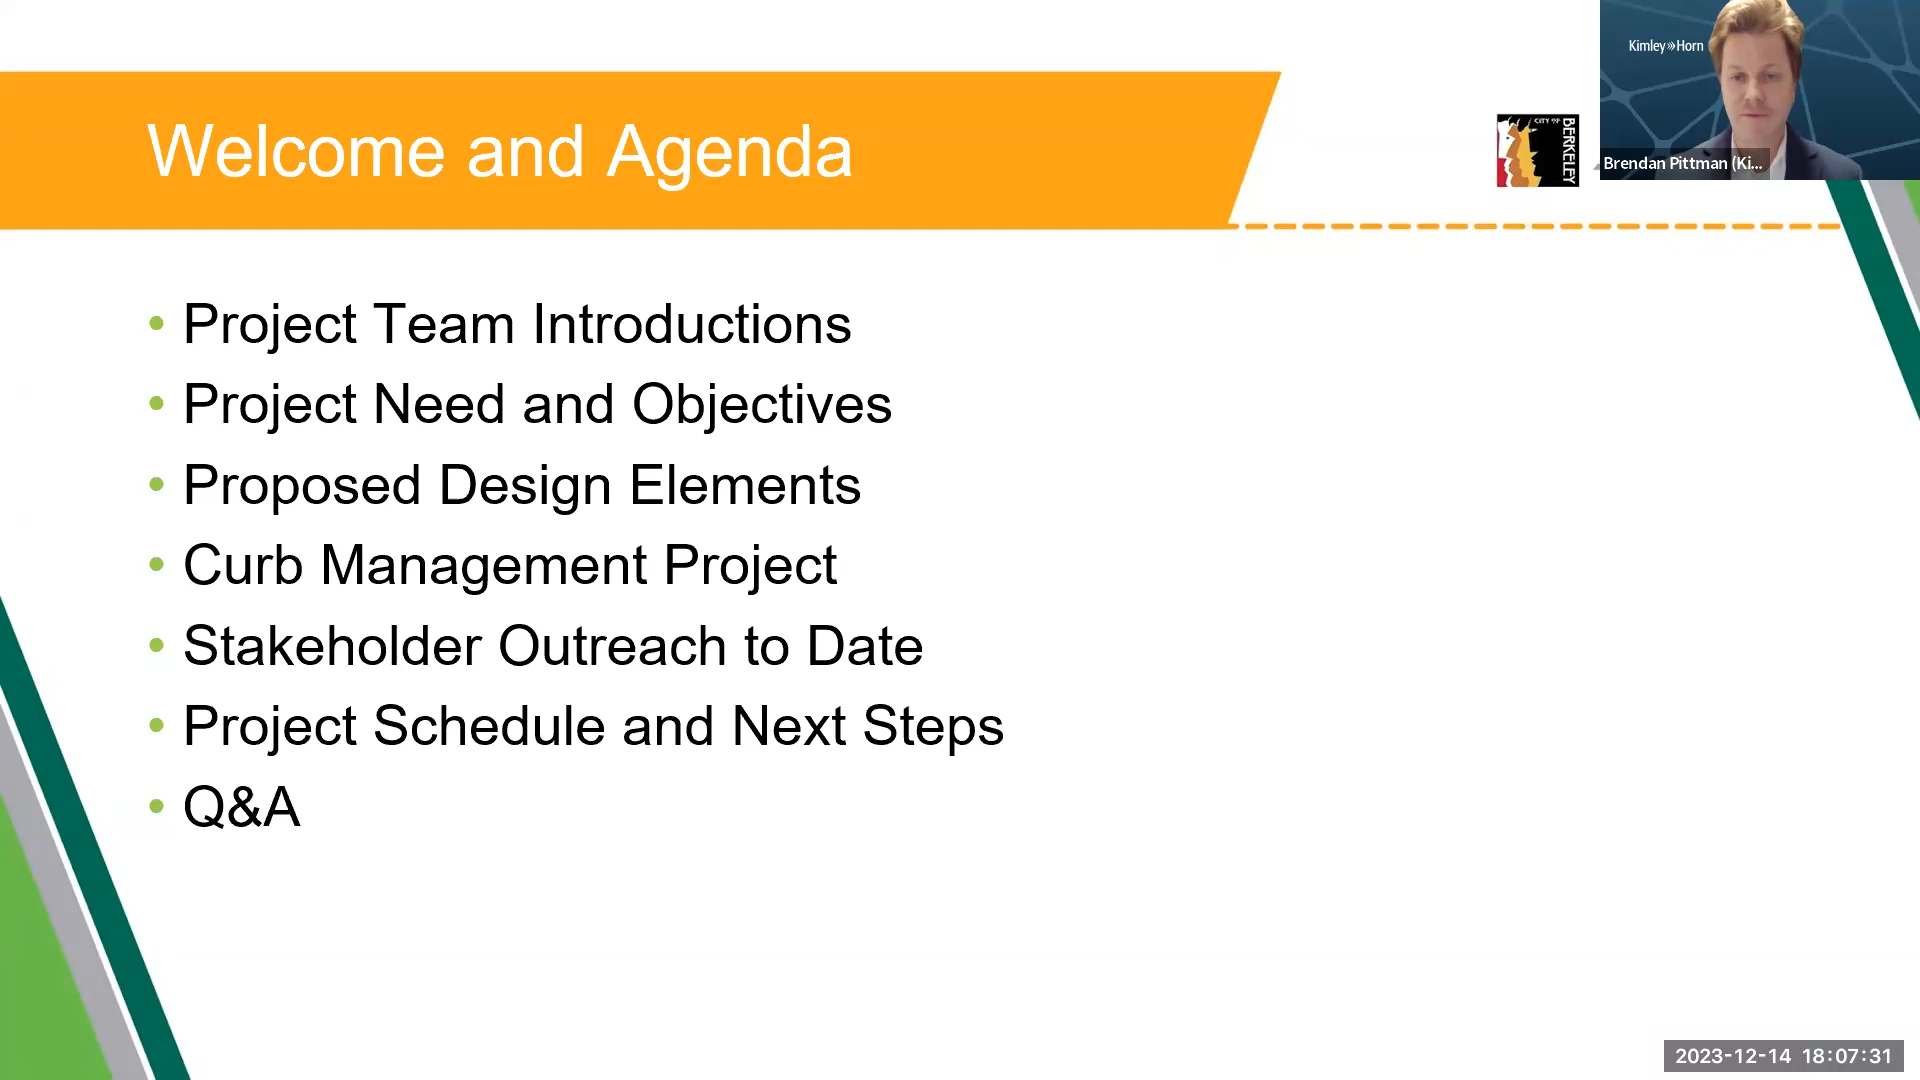 Kimley»Horn
Welcome and Agenda
CITY OF
BERKELEY
Brendan Pittman (Ki...
• Project Team Introductions
• Project Need and Objectives
• Proposed Design Elements
• Curb Management Project
• Stakeholder Outreach to Date
• Project Schedule and Next Steps
• Q&A
2023-12-14 18:07:31